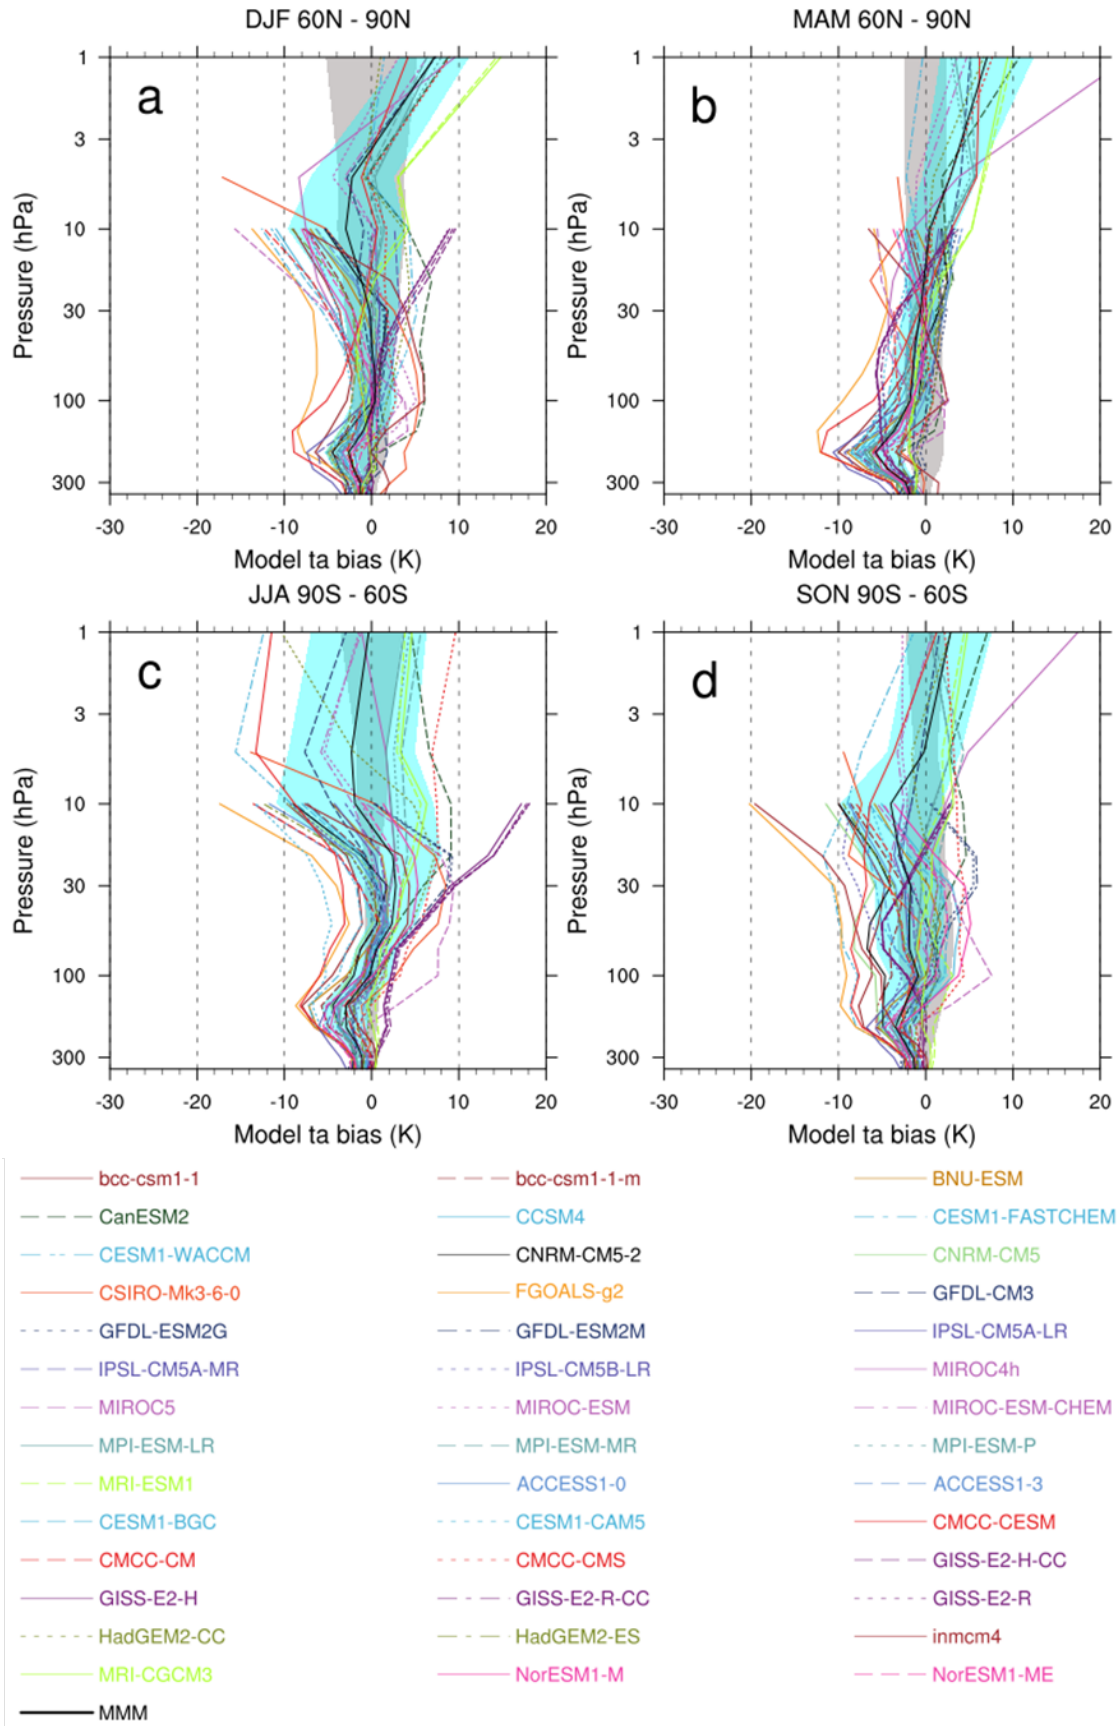 DJF 60N - 90N
MAM 60N - 90N
a
b
Pressure (hPa)
1
3
10
30
100
300
-30 -20 -10 0 10 20
Model ta bias (K)
Pressure (hPa)
1
3
10
30
100
300
-30 -20 -10 0 10 20
Model ta bias (K)
JJA 90S - 60S
SON 90S - 60S
c
d
Pressure (hPa)
1
3
10
30
100
300
-30 -20 -10 0 10 20
Model ta bias (K)
Pressure (hPa)
1
3
10
30
100
300
-30 -20 -10 0 10 20
Model ta bias (K)
bcc-csm1-1 bcc-csm1-1-m BNU-ESM
CanESM2 CCSM4 CESM1-FASTCHEM
CESM1-WACCM CNRM-CM5-2 CNRM-CM5
CSIRO-Mk3-6-0 FGOALS-g2 GFDL-CM3
GFDL-ESM2G GFDL-ESM2M IPSL-CM5A-LR
IPSL-CM5A-MR IPSL-CM5B-LR MIROC4h
MIROC5 MIROC-ESM MIROC-ESM-CHEM
MPI-ESM-LR MPI-ESM-MR MPI-ESM-P
MRI-ESM1 ACCESS1-0 ACCESS1-3
CESM1-BGC CESM1-CAM5 CMCC-CESM
CMCC-CM CMCC-CMS GISS-E2-H-CC
GISS-E2-H GISS-E2-R-CC GISS-E2-R
HadGEM2-CC HadGEM2-ES inmcm4
MRI-CGCM3 NorESM1-M NorESM1-ME
MMM